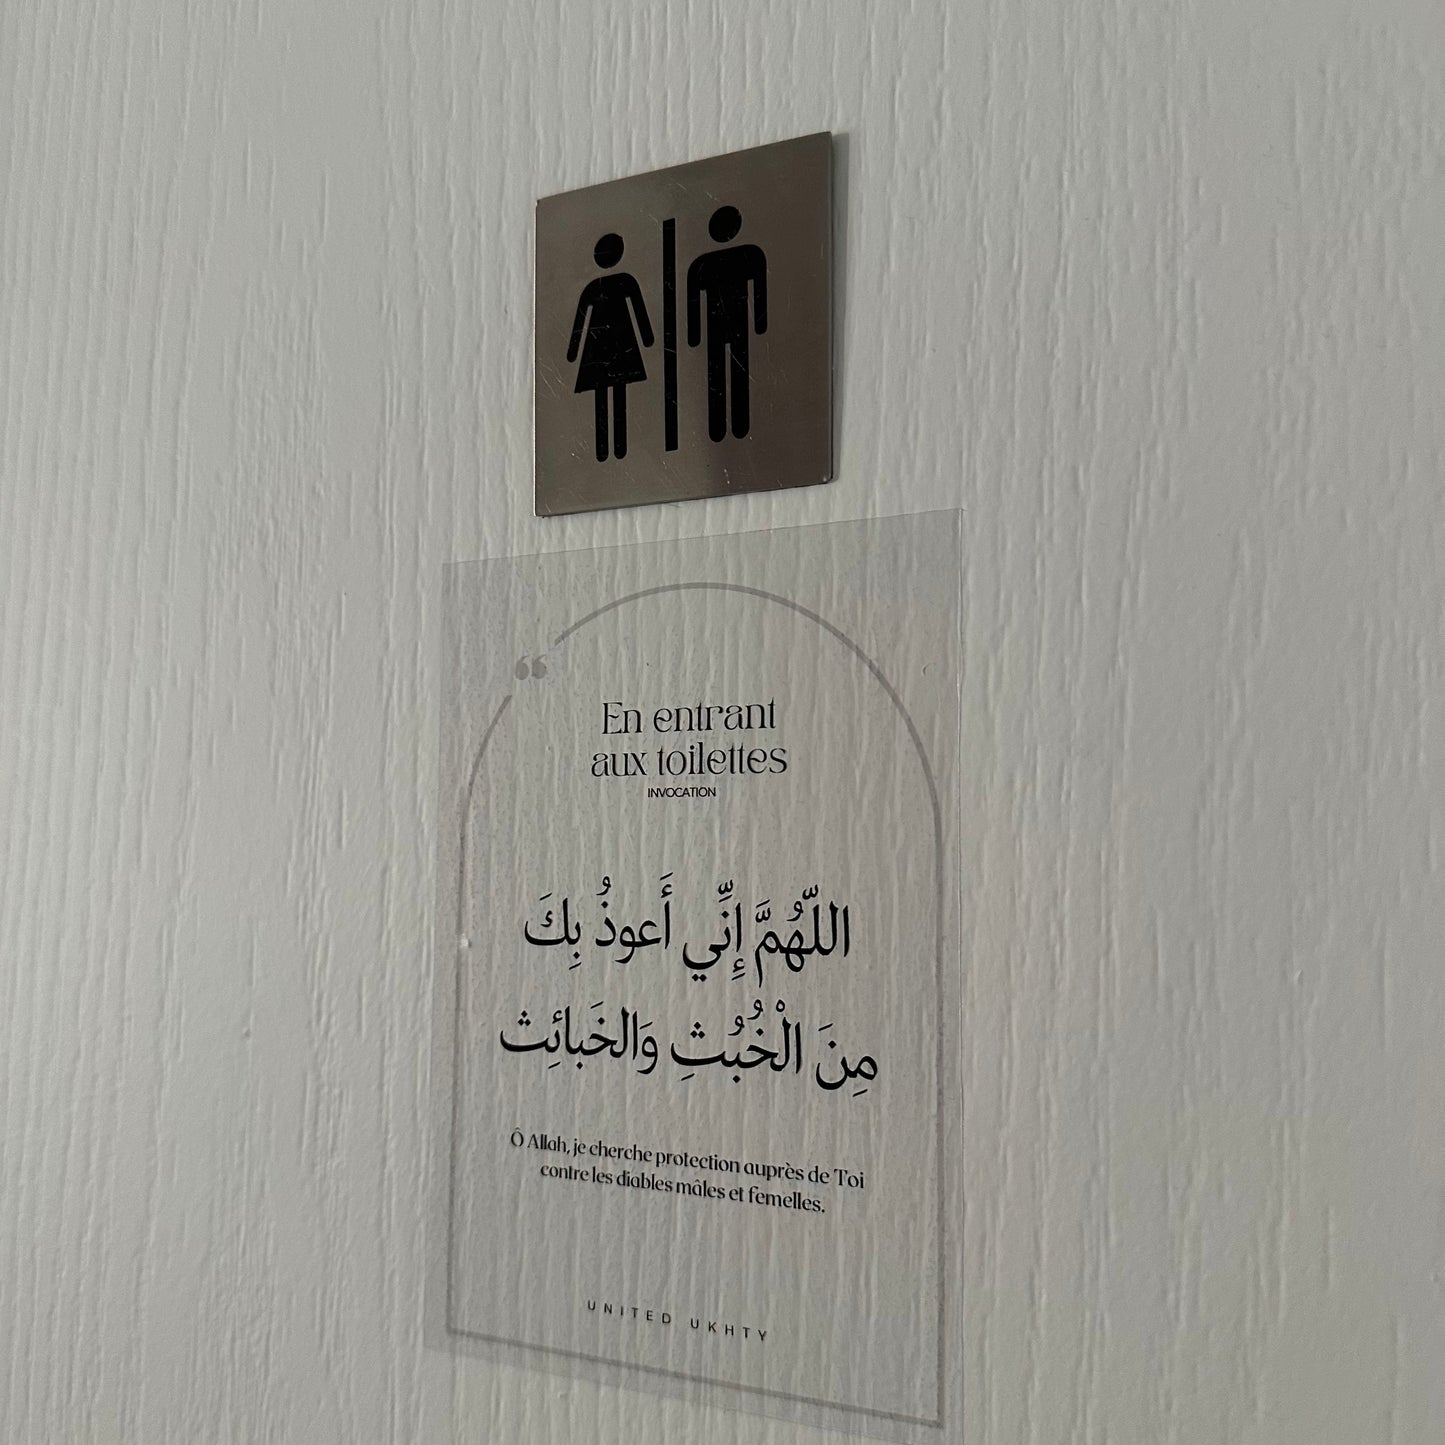 “
En entrant
aux toilettes
INVOCATION
اللّهُمَّ إِنِّي أَعوذُ بِكَ
مِنَ الْخُبُثِ وَالخَبائِث
Ô Allah, je cherche protection auprès de Toi
contre les diables mâles et femelles.
UNITED UKHTY